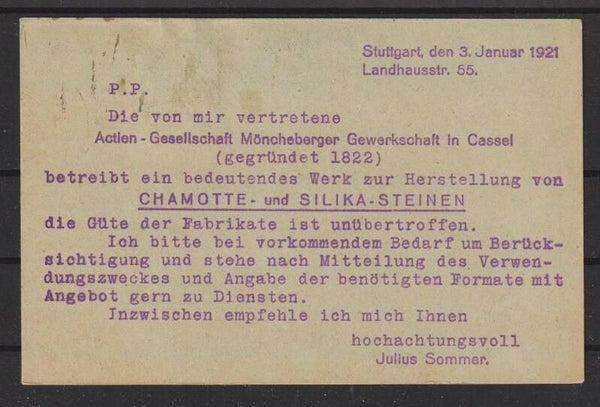 Stuttgart, den 3. Januar 1921
Landhausstr. 55.
P.P.
Die von mir vertretene
Actien-Gesellschaft Möncheberger Gewerkschaft in Cassel
(gegründet 1822)
betreibt ein bedeutendes Werk zur Herstellung von
CHAMOTTE- und SILIKA-STEINEN
die Güte der Fabrikate ist unübertroffen.
Ich bitte bei vorkommendem Bedarf um Berück-
sichtigung und stehe nach Mitteilung des Verwen-
dungszweckes und Angabe der benötigten Formate mit
Angebot gern zu Diensten.
Inzwischen empfehle ich mich Ihnen
hochachtungsvoll
Julius Sommer.